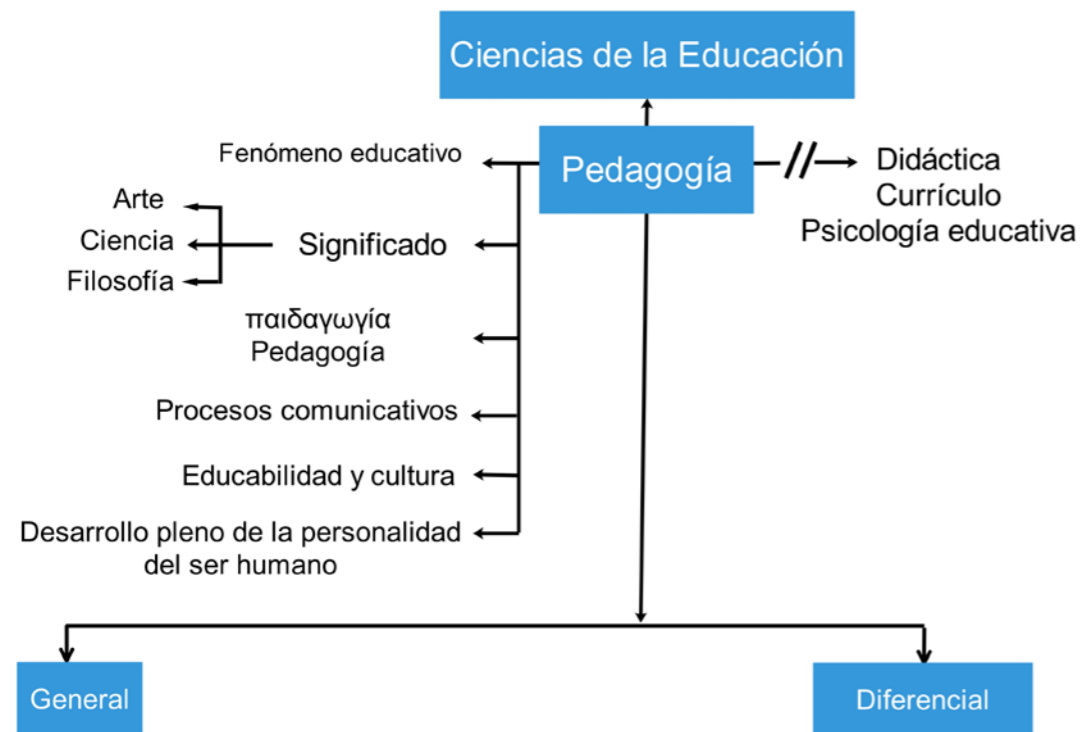 Ciencias de la Educación
Pedagogía
Didáctica
Currículo
Psicología educativa
Fenómeno educativo
Significado
Arte
Ciencia
Filosofía
παιδαγωγία
Pedagogía
Procesos comunicativos
Educabilidad y cultura
Desarrollo pleno de la personalidad
del ser humano
General
Diferencial